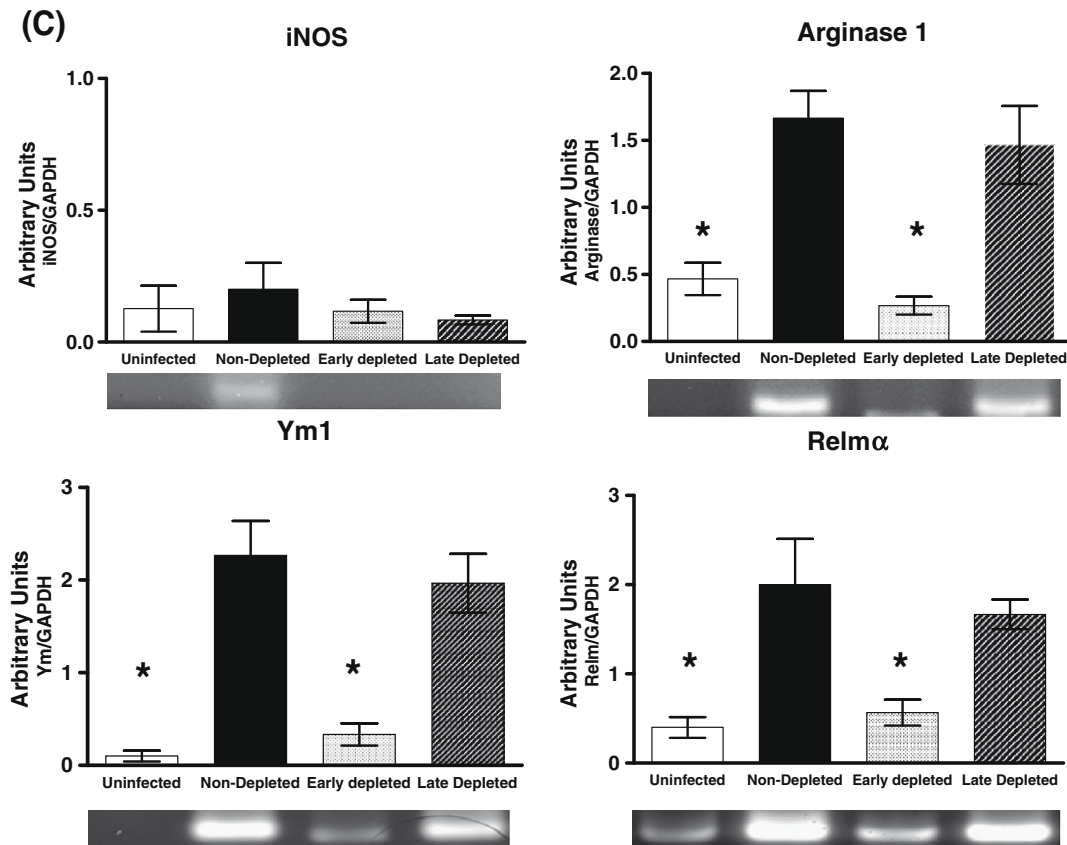 (C)
iNOS
Arbitrary Units
iNOS/GAPDH
1.0
0.5
0.0
Uninfected Non-Depleted Early depleted Late Depleted
Arginase 1
Arbitrary Units
Arginase/GAPDH
2.0
1.5
1.0
0.5
0.0
*
*
Uninfected Non-Depleted Early depleted Late Depleted
Ym1
Arbitrary Units
Ym/GAPDH
3
2
1
0
*
*
Uninfected Non-Depleted Early depleted Late Depleted
Relmα
Arbitrary Units
Relm/GAPDH
3
2
1
0
*
*
Uninfected Non-Depleted Early depleted Late Depleted